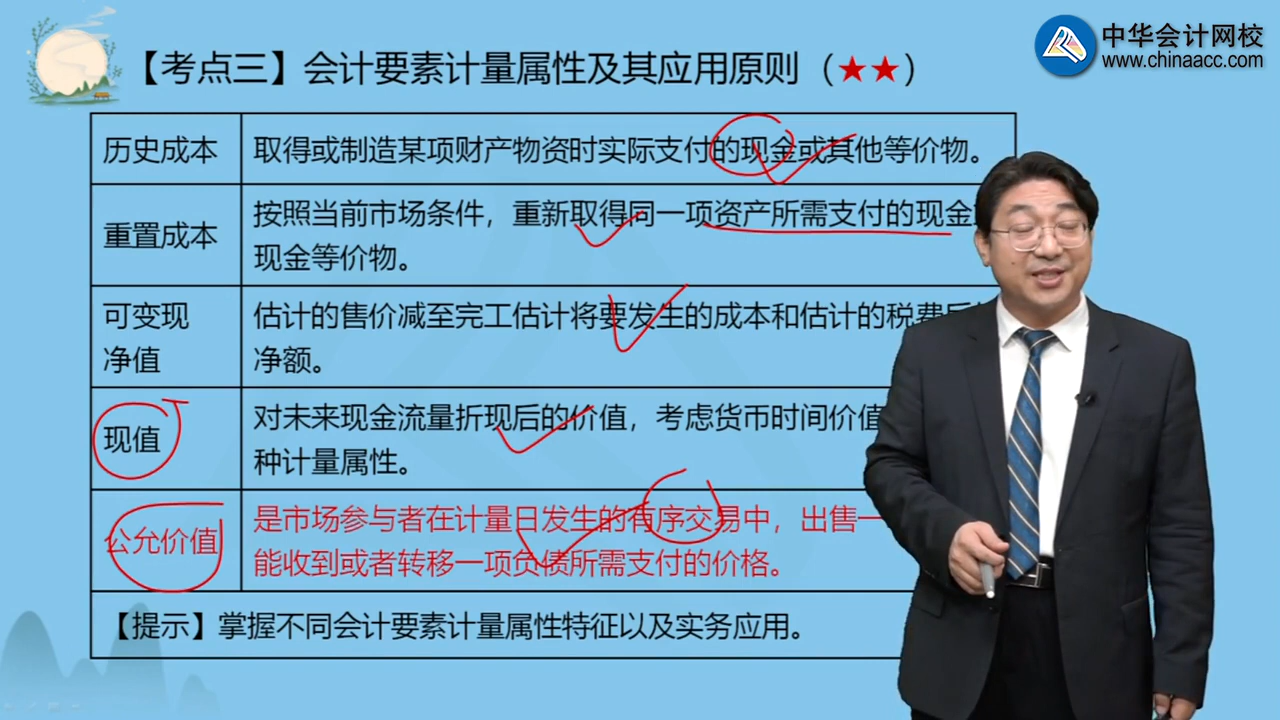 【考点三】会计要素计量属性及其应用原则（★★）
中华会计网校
www.chinaacc.com
历史成本
取得或制造某项财产物资时实际支付的现金或其他等价物。
重置成本
按照当前市场条件，重新取得同一项资产所需支付的现金
现金等价物。
可变现
净值
估计的售价减至完工估计将要发生的成本和估计的税费后
净额。
现值
对未来现金流量折现后的价值，考虑货币时间价值
种计量属性。
公允价值
是市场参与者在计量日发生的有序交易中，出售一
能收到或者转移一项负债所需支付的价格。
【提示】掌握不同会计要素计量属性特征以及实务应用。